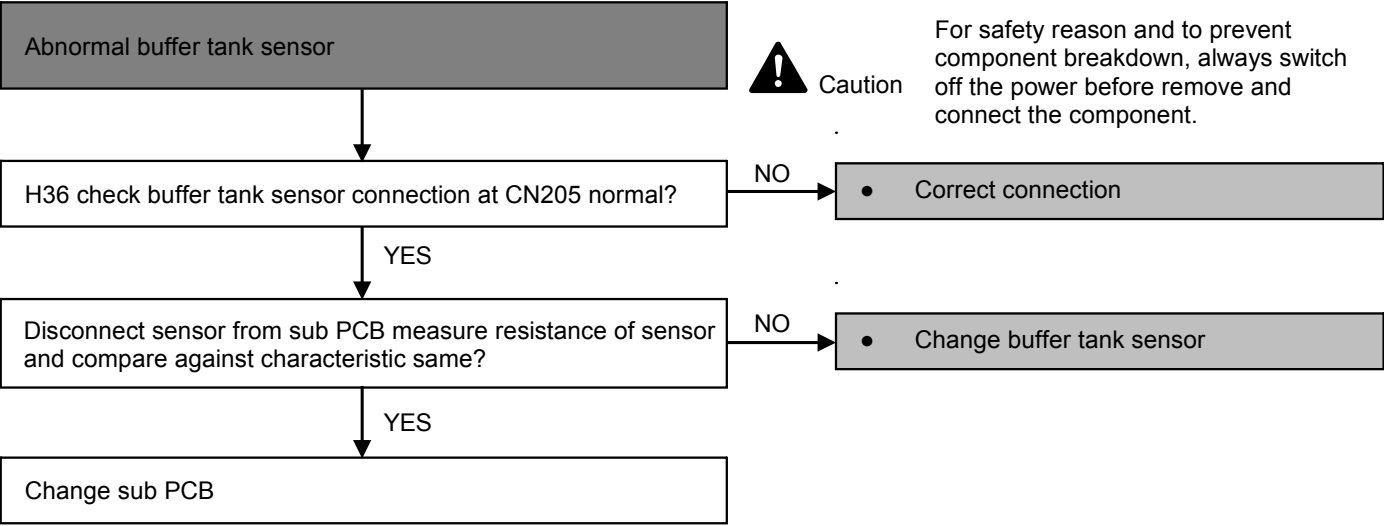 Abnormal buffer tank sensor
Caution
For safety reason and to prevent
component breakdown, always switch
off the power before remove and
connect the component.
H36 check buffer tank sensor connection at CN205 normal?
NO
● Correct connection
YES
Disconnect sensor from sub PCB measure resistance of sensor
and compare against characteristic same?
NO
● Change buffer tank sensor
YES
Change sub PCB